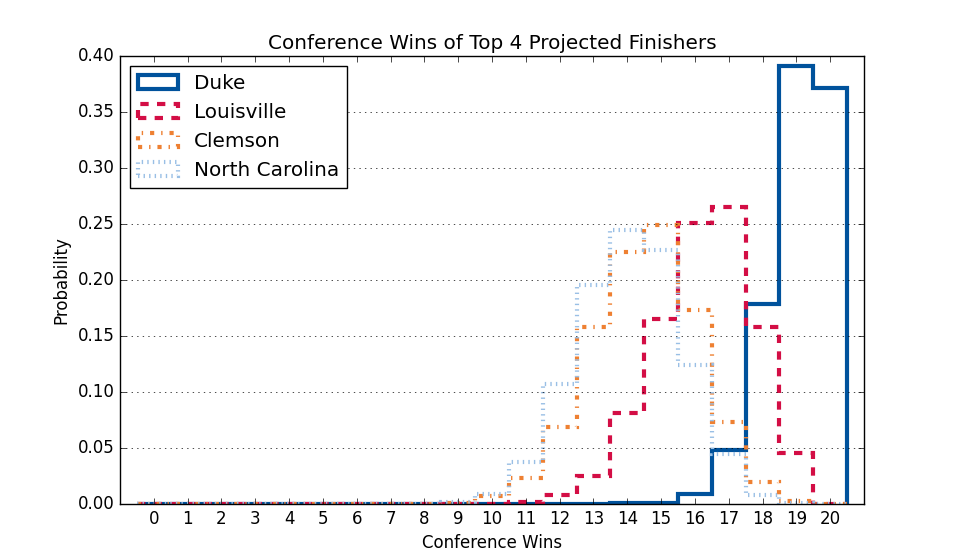 Conference Wins of Top 4 Projected Finishers
0.40
0.35
0.30
0.25
0.20
0.15
0.10
0.05
0.00
Probability
Duke
Louisville
Clemson
North Carolina
0 1 2 3 4 5 6 7 8 9 10 11 12 13 14 15 16 17 18 19 20
Conference Wins